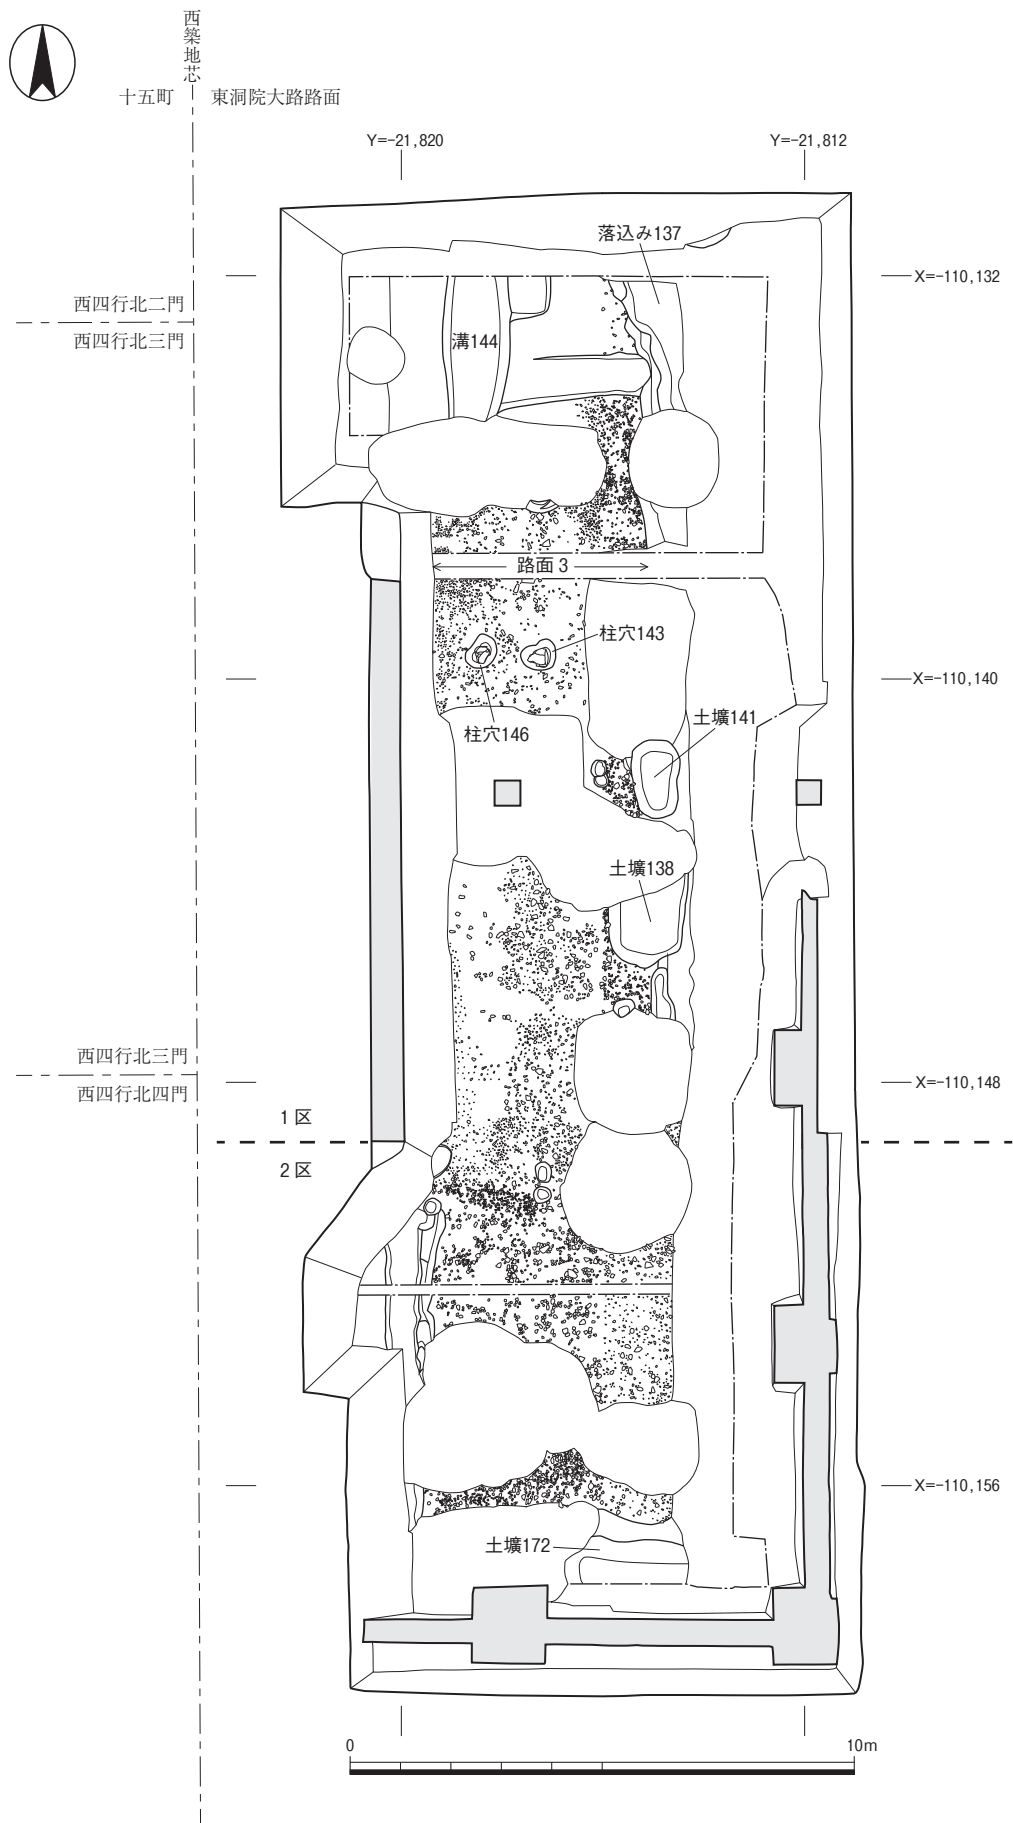 西築地芯
十五町 東洞院大路路面
Y=-21,820 Y=-21,812
落込み137
X=-110,132
西四行北二門
西四行北三門
溝144
路面3
柱穴143
X=-110,140
土壙141
柱穴146
土壙138
西四行北三門
西四行北四門
X=-110,148
1区
2区
X=-110,156
土壙172
0 10m